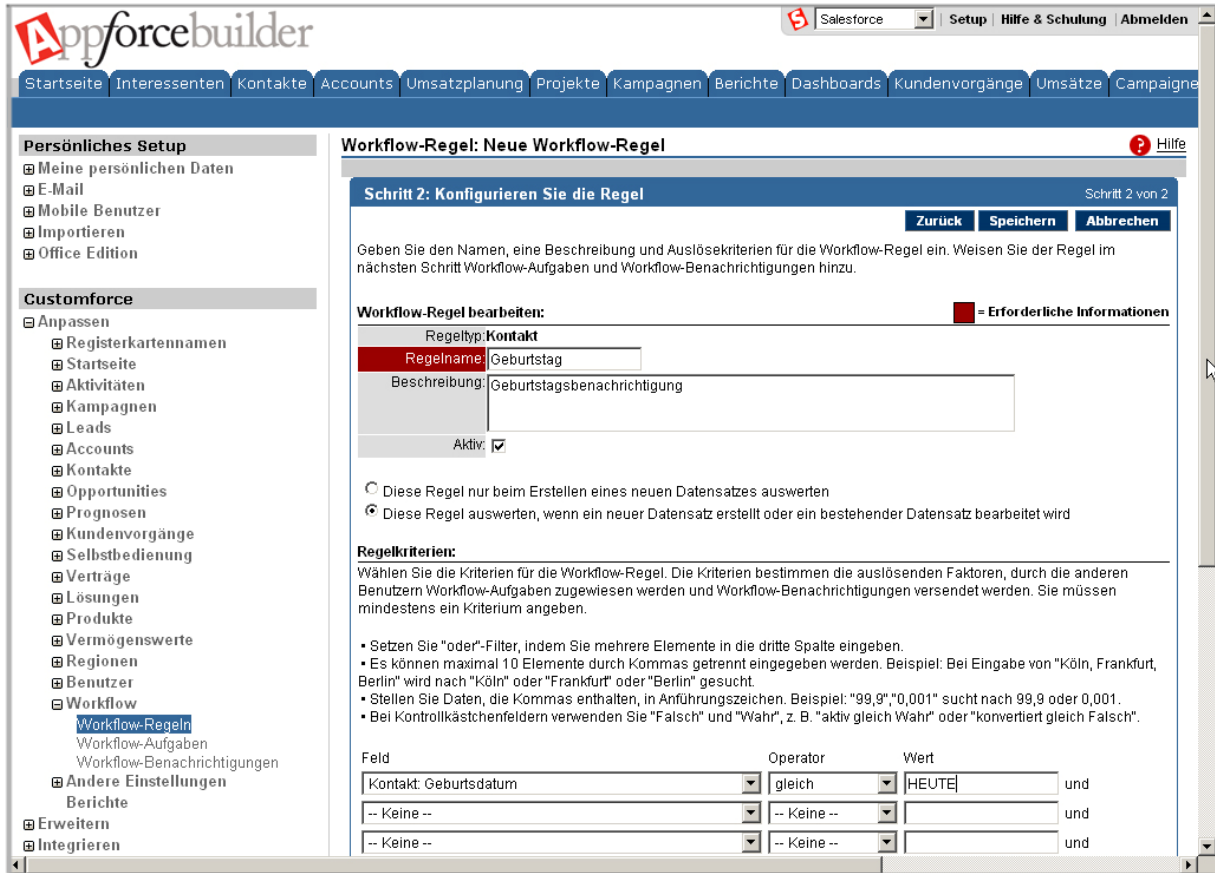 Appforcebuilder
Salesforce | Setup | Hilfe & Schulung | Abmelden
Startseite Interessenten Kontakte Accounts Umsatzplanung Projekte Kampagnen Berichte Dashboards Kundenvorgänge Umsätze Campaigne
Persönliches Setup
Meine persönlichen Daten
E-Mail
Mobile Benutzer
Importieren
Office Edition
Customforce
Anpassen
Registerkartennamen
Startseite
Aktivitäten
Kampagnen
Leads
Accounts
Kontakte
Opportunities
Prognosen
Kundenvorgänge
Selbstbedienung
Verträge
Lösungen
Produkte
Vermögenswerte
Regionen
Benutzer
Workflow
Workflow-Regeln
Workflow-Aufgaben
Workflow-Benachrichtigungen
Andere Einstellungen
Berichte
Erweitern
Integrieren
Workflow-Regel: Neue Workflow-Regel
? Hilfe
Schritt 2: Konfigurieren Sie die Regel Schritt 2 von 2
Zurück Speichern Abbrechen
Geben Sie den Namen, eine Beschreibung und Auslösekriterien für die Workflow-Regel ein. Weisen Sie der Regel im
nächsten Schritt Workflow-Aufgaben und Workflow-Benachrichtigungen hinzu.
Workflow-Regel bearbeiten: = Erforderliche Informationen
Regeltyp: Kontakt
Regelname: Geburtstag
Beschreibung: Geburtstagsbenachrichtigung
Aktiv:
Diese Regel nur beim Erstellen eines neuen Datensatzes auswerten
Diese Regel auswerten, wenn ein neuer Datensatz erstellt oder ein bestehender Datensatz bearbeitet wird
Regelkriterien:
Wählen Sie die Kriterien für die Workflow-Regel. Die Kriterien bestimmen die auslösenden Faktoren, durch die anderen
Benutzern Workflow-Aufgaben zugewiesen werden und Workflow-Benachrichtigungen versendet werden. Sie müssen
mindestens ein Kriterium angeben.
▪ Setzen Sie "oder"-Filter, indem Sie mehrere Elemente in die dritte Spalte eingeben.
▪ Es können maximal 10 Elemente durch Kommas getrennt eingegeben werden. Beispiel: Bei Eingabe von "Köln, Frankfurt,
Berlin" wird nach "Köln" oder "Frankfurt" oder "Berlin" gesucht.
▪ Stellen Sie Daten, die Kommas enthalten, in Anführungszeichen. Beispiel: "99,9","0,001" sucht nach 99,9 oder 0,001.
▪ Bei Kontrollkästchenfeldern verwenden Sie "Falsch" und "Wahr", z. B. "aktiv gleich Wahr" oder "konvertiert gleich Falsch".
Feld Operator Wert
Kontakt: Geburtsdatum gleich HEUTE und
-- Keine -- -- Keine -- und
-- Keine -- -- Keine -- und